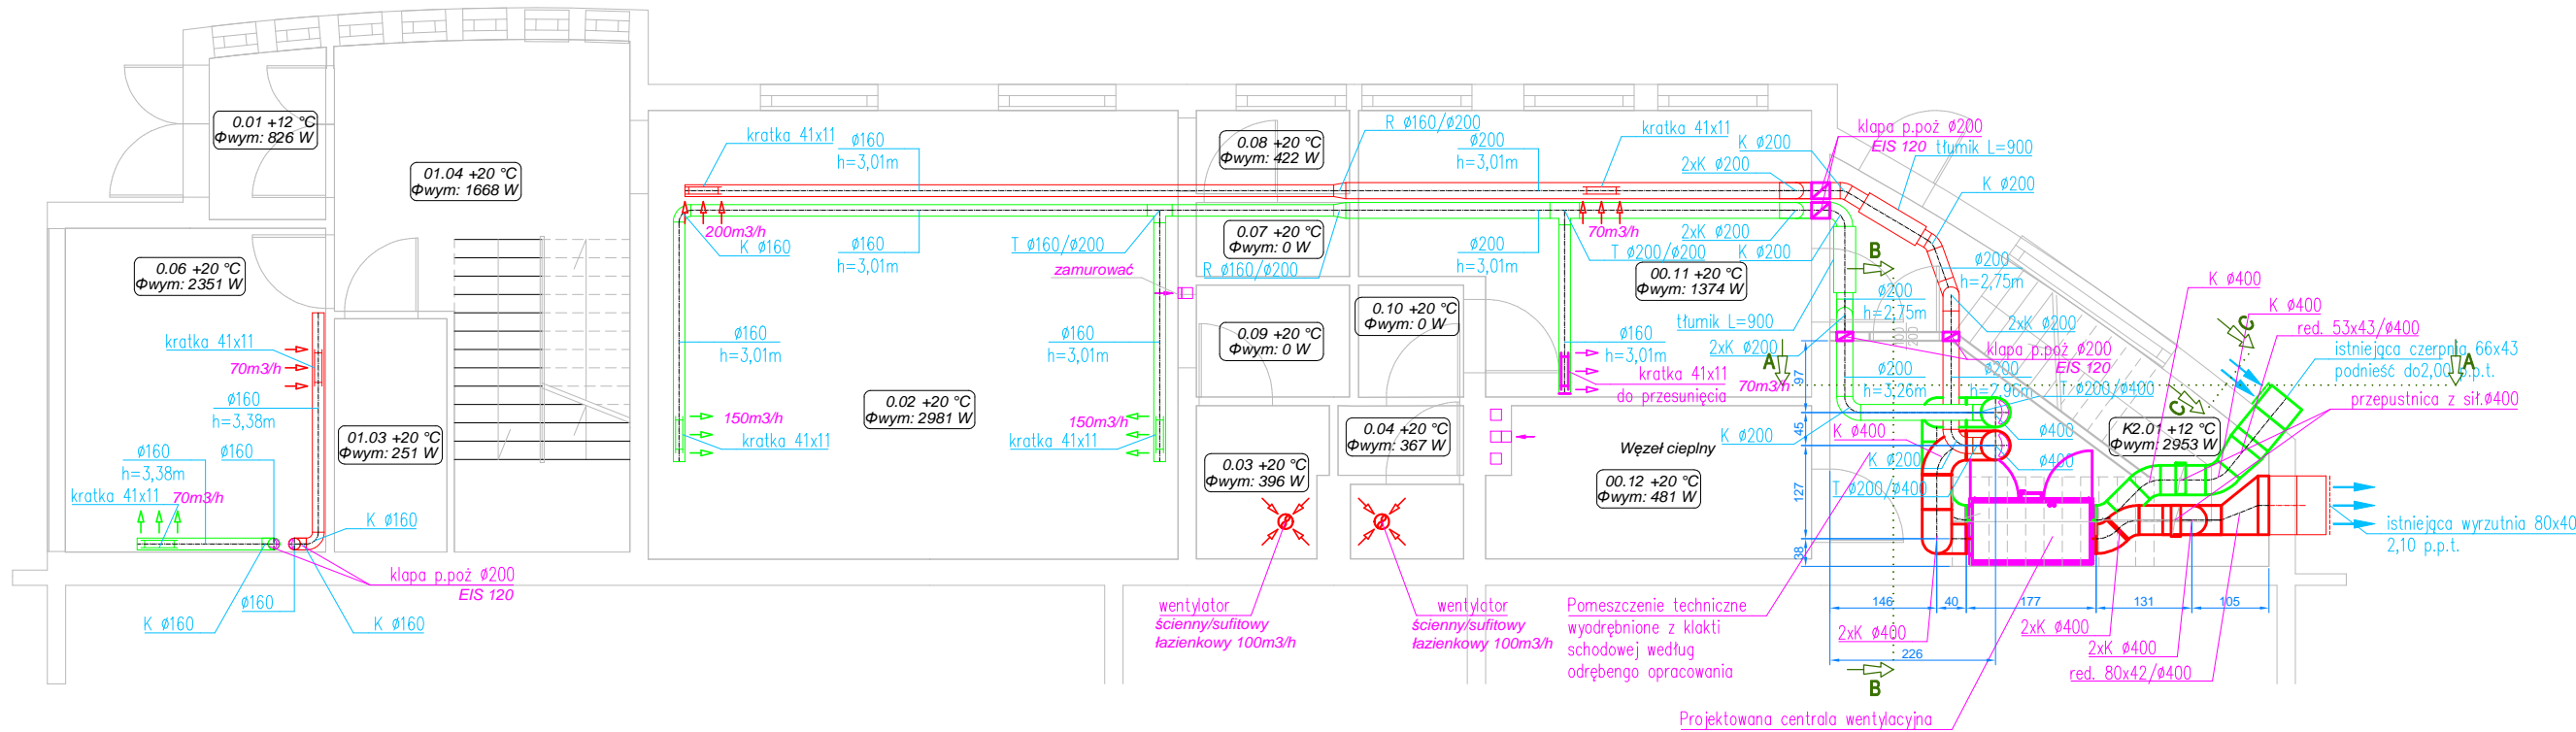 0.01 +12 °C
Φwym: 826 W
01.04 +20 °C
Φwym: 1668 W
kratka 41x11
ø160
h=3,01m
0.08 +20 °C
Φwym: 422 W
R ø160/ø200
ø200
h=3,01m
kratka 41x11
K ø200
2xK ø200
klapa p.poż ø200
EIS 120
tłumik L=900
K ø200
200m3/h
K ø160
ø160
h=3,01m
T ø160/ø200
zamurować
0.07 +20 °C
Φwym: 0 W
R ø160/ø200
ø200
h=3,01m
70m3/h
T ø200/ø200
2xK ø200
K ø200
B
ø200
h=2,75m
0.06 +20 °C
Φwym: 2351 W
00.11 +20 °C
Φwym: 1374 W
ø200
h=2,75m
K ø400
K ø400
red. 53x43/ø400
C
istniejąca czerpnia 66x43
podnieść do2,00 p.p.t.
A
kratka 41x11
70m3/h
ø160
h=3,38m
ø160
h=3,01m
ø160
h=3,01m
0.09 +20 °C
Φwym: 0 W
0.10 +20 °C
Φwym: 0 W
ø160
h=3,01m
tłumik L=900
2xK ø200
200
200
2xK ø200
klapa p.poż ø200
EIS 120
kratka 41x11
do przesunięcia
70m3/h
A
97
ø200
h=3,26m
ø200
h=2,96m
T ø200/ø400
C
przepustnica z sił.ø400
01.03 +20 °C
Φwym: 251 W
0.02 +20 °C
Φwym: 2981 W
150m3/h
kratka 41x11
150m3/h
kratka 41x11
0.04 +20 °C
Φwym: 367 W
Węzeł cieplny
K ø200
45
K ø400
ø400
K2.01 +12 °C
Φwym: 2953 W
ø160
h=3,38m
ø160
kratka 41x11
70m3/h
0.03 +20 °C
Φwym: 396 W
00.12 +20 °C
Φwym: 481 W
K ø200
ø400
T ø200/ø400
127
38
K ø160
istniejąca wyrzutnia 80x40
2,10 p.p.t.
klapa p.poż ø200
EIS 120
ø160
K ø160
K ø160
wentylator
ścienny/sufitowy
łazienkowy 100m3/h
wentylator
ścienny/sufitowy
łazienkowy 100m3/h
Pomeszczenie techniczne
wyodrębnione z klakti
schodowej według
odrębengo opracowania
146
40
177
131
105
2xK ø400
2xK ø400
2xK ø400
226
red. 80x42/ø400
B
Projektowana centrala wentylacyjna